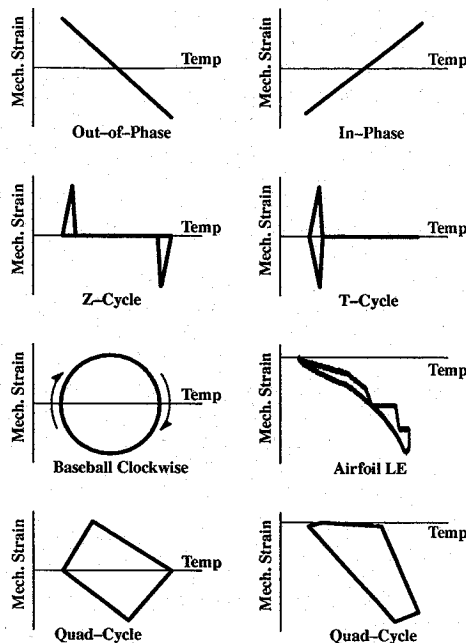 Mech. Strain
Temp
Out–of–Phase
Mech. Strain
Temp
In–Phase
Mech. Strain
Temp
Z–Cycle
Mech. Strain
Temp
T–Cycle
Mech. Strain
Temp
Baseball Clockwise
Mech. Strain
Temp
Airfoil LE
Mech. Strain
Temp
Quad–Cycle
Mech. Strain
Temp
Quad–Cycle